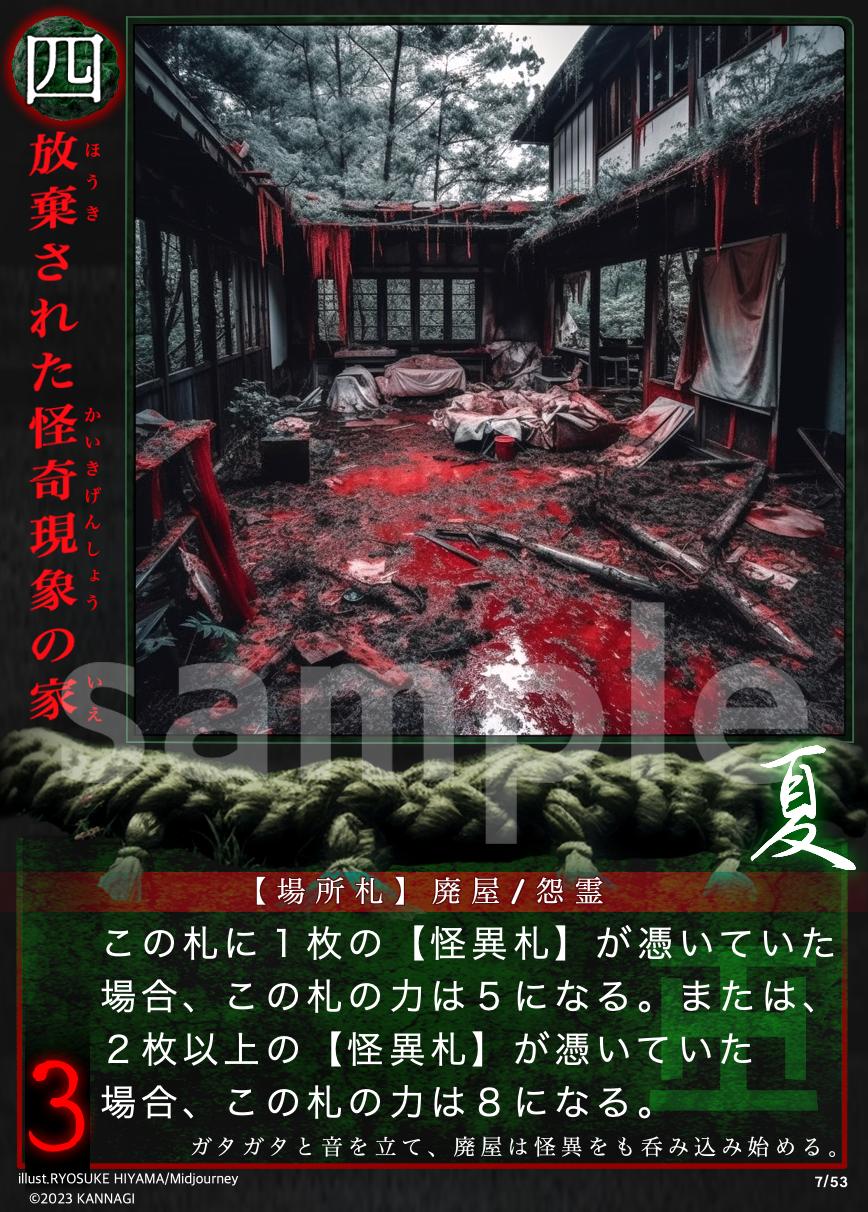 四
放棄された怪奇現象の家
ほうき
かいきげんしょう
いえ
sample
夏
【場所札】廃屋/怨霊
この札に１枚の【怪異札】が憑いていた
場合、この札の力は５になる。または、
２枚以上の【怪異札】が憑いていた
場合、この札の力は８になる。
3
ガタガタと音を立て、廃屋は怪異をも呑み込み始める。
illust.RYOSUKE HIYAMA/Midjourney
©2023 KANNAGI
7/53